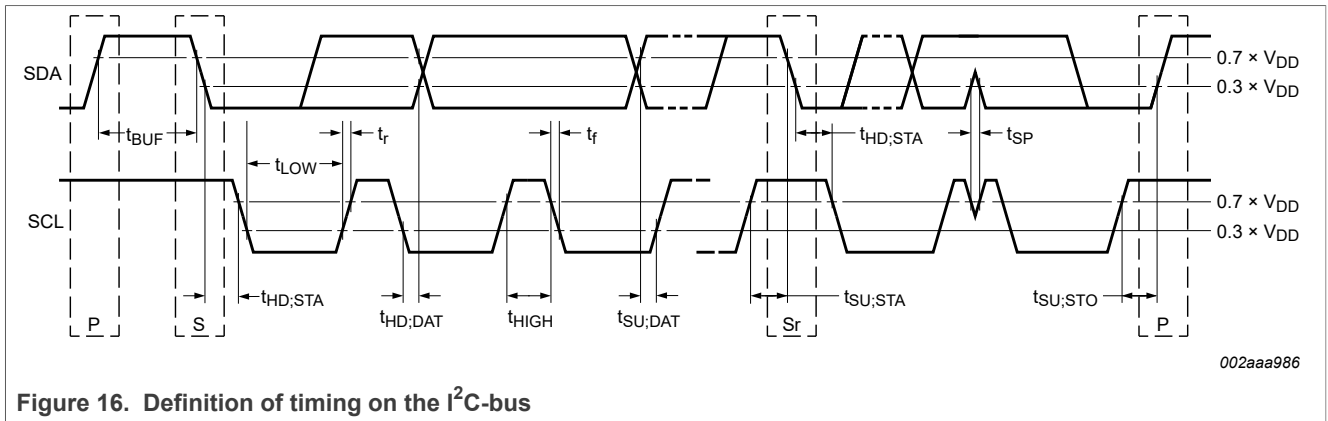 SDA
0.7 × VDD
0.3 × VDD
tBUF
tr
tf
tHD;STA
tSP
tLOW
SCL
0.7 × VDD
0.3 × VDD
tHD;STA
tHD;DAT
tHIGH
tSU;DAT
tSU;STA
tSU;STO
P
S
Sr
P
002aaa986
Figure 16. Definition of timing on the I²C-bus